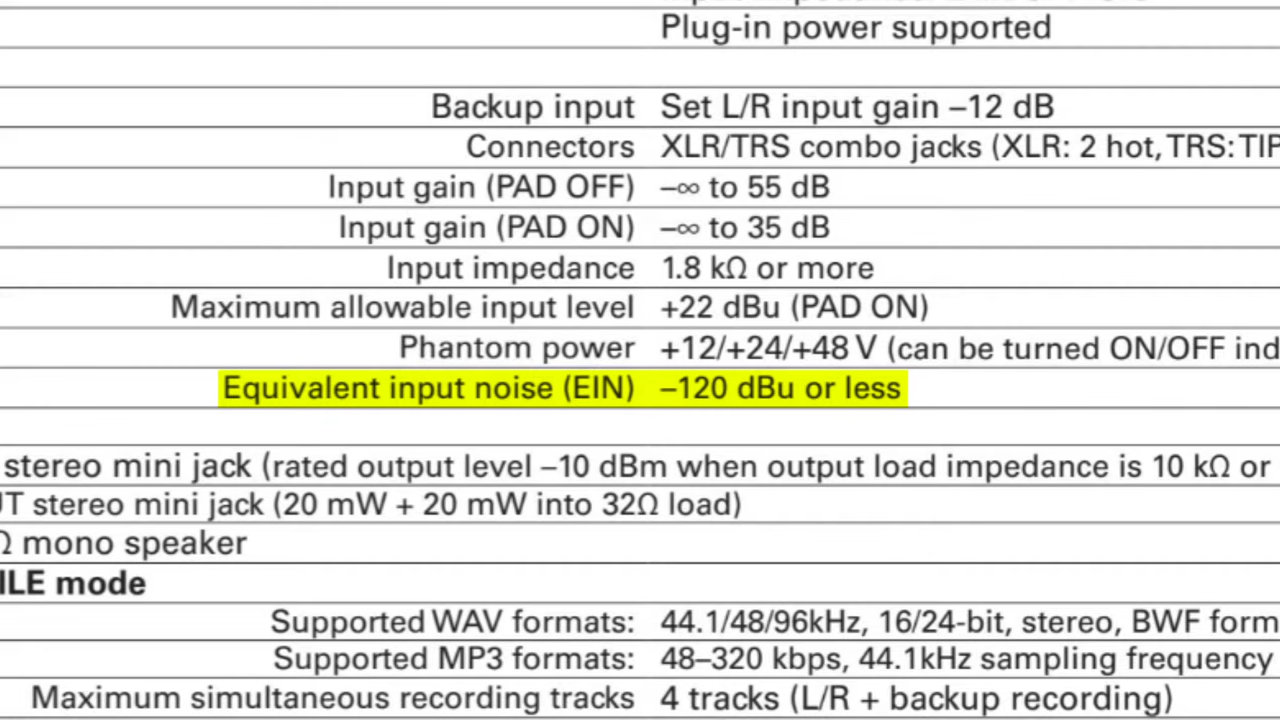 Plug-in power supported
Backup input Set L/R input gain –12 dB
Connectors XLR/TRS combo jacks (XLR: 2 hot, TRS: TIP
Input gain (PAD OFF) –∞ to 55 dB
Input gain (PAD ON) –∞ to 35 dB
Input impedance 1.8 kΩ or more
Maximum allowable input level +22 dBu (PAD ON)
Phantom power +12/+24/+48 V (can be turned ON/OFF ind
Equivalent input noise (EIN) –120 dBu or less
stereo mini jack (rated output level –10 dBm when output load impedance is 10 kΩ or
UT stereo mini jack (20 mW + 20 mW into 32Ω load)
Ω mono speaker
ILE mode
Supported WAV formats: 44.1/48/96kHz, 16/24-bit, stereo, BWF form
Supported MP3 formats: 48–320 kbps, 44.1kHz sampling frequency
Maximum simultaneous recording tracks 4 tracks (L/R + backup recording)